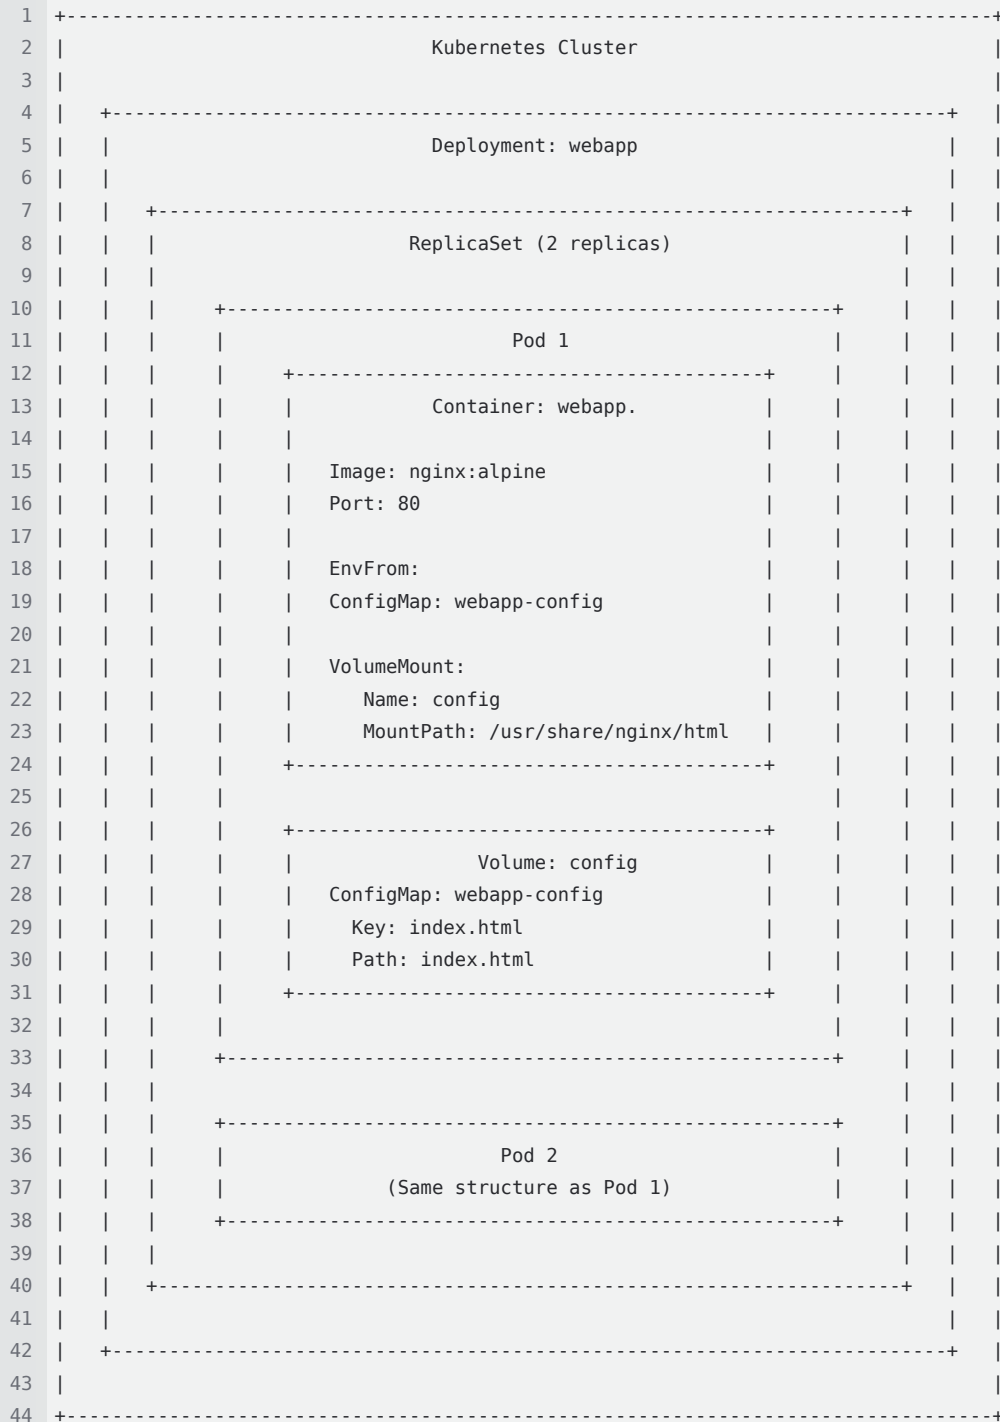 1 +---------------------------------------------------------------------------------+
2 |                                Kubernetes Cluster                               |
3 |                                                                                 |
4 |   +-------------------------------------------------------------------------+   |
5 |   |                            Deployment: webapp                           |   |
6 |   |                                                                         |   |
7 |   |   +-----------------------------------------------------------------+   |   |
8 |   |   |                      ReplicaSet (2 replicas)                    |   |   |
9 |   |   |                                                                 |   |   |
10 |   |   |     +-----------------------------------------------------+     |   |   |
11 |   |   |     |                         Pod 1                       |     |   |   |
12 |   |   |     |     +-----------------------------------------+     |     |   |   |
13 |   |   |     |     |            Container: webapp.           |     |     |   |   |
14 |   |   |     |     |                                         |     |     |   |   |
15 |   |   |     |     |   Image: nginx:alpine                   |     |     |   |   |
16 |   |   |     |     |   Port: 80                              |     |     |   |   |
17 |   |   |     |     |                                         |     |     |   |   |
18 |   |   |     |     |   EnvFrom:                              |     |     |   |   |
19 |   |   |     |     |   ConfigMap: webapp-config              |     |     |   |   |
20 |   |   |     |     |                                         |     |     |   |   |
21 |   |   |     |     |   VolumeMount:                          |     |     |   |   |
22 |   |   |     |     |      Name: config                       |     |     |   |   |
23 |   |   |     |     |      MountPath: /usr/share/nginx/html   |     |     |   |   |
24 |   |   |     |     +-----------------------------------------+     |     |   |   |
25 |   |   |     |                                                     |     |   |   |
26 |   |   |     |     +-----------------------------------------+     |     |   |   |
27 |   |   |     |     |                Volume: config           |     |     |   |   |
28 |   |   |     |     |   ConfigMap: webapp-config              |     |     |   |   |
29 |   |   |     |     |     Key: index.html                     |     |     |   |   |
30 |   |   |     |     |     Path: index.html                    |     |     |   |   |
31 |   |   |     |     +-----------------------------------------+     |     |   |   |
32 |   |   |     |                                                     |     |   |   |
33 |   |   |     +-----------------------------------------------------+     |   |   |
34 |   |   |                                                                 |   |   |
35 |   |   |     +-----------------------------------------------------+     |   |   |
36 |   |   |     |                        Pod 2                        |     |   |   |
37 |   |   |     |              (Same structure as Pod 1)              |     |   |   |
38 |   |   |     +-----------------------------------------------------+     |   |   |
39 |   |   |                                                                 |   |   |
40 |   |   +-----------------------------------------------------------------+   |   |
41 |   |                                                                         |   |
42 |   +-------------------------------------------------------------------------+   |
43 |                                                                                 |
44 +---------------------------------------------------------------------------------+